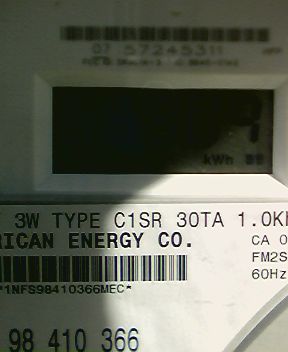 07 57245311
kWh
3W TYPE C1SR 30TA 1.0Kh
RICAN ENERGY CO.
CA 0
FM2S
60Hz
*1NFS98410366MEC*
98 410 366